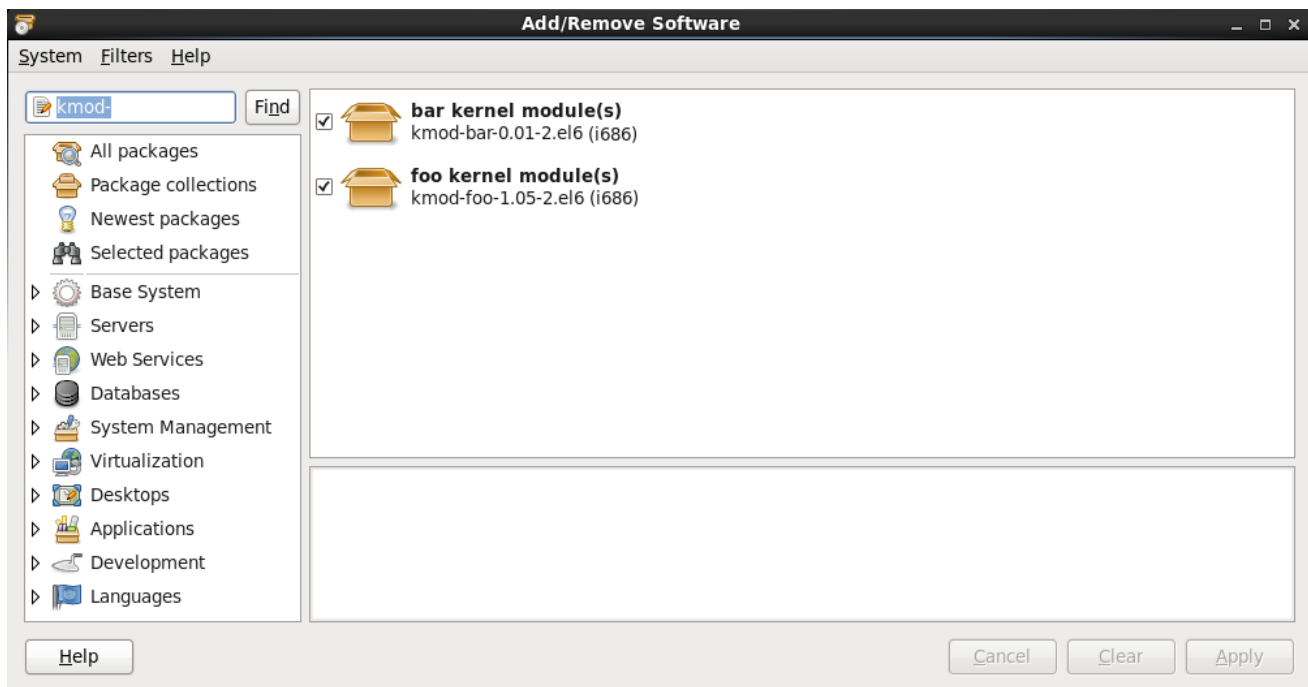 Add/Remove Software
System Filters Help
kmod-
Find
All packages
Package collections
Newest packages
Selected packages
Base System
Servers
Web Services
Databases
System Management
Virtualization
Desktops
Applications
Development
Languages
bar kernel module(s)
kmod-bar-0.01-2.el6 (i686)
foo kernel module(s)
kmod-foo-1.05-2.el6 (i686)
Help
Cancel
Clear
Apply